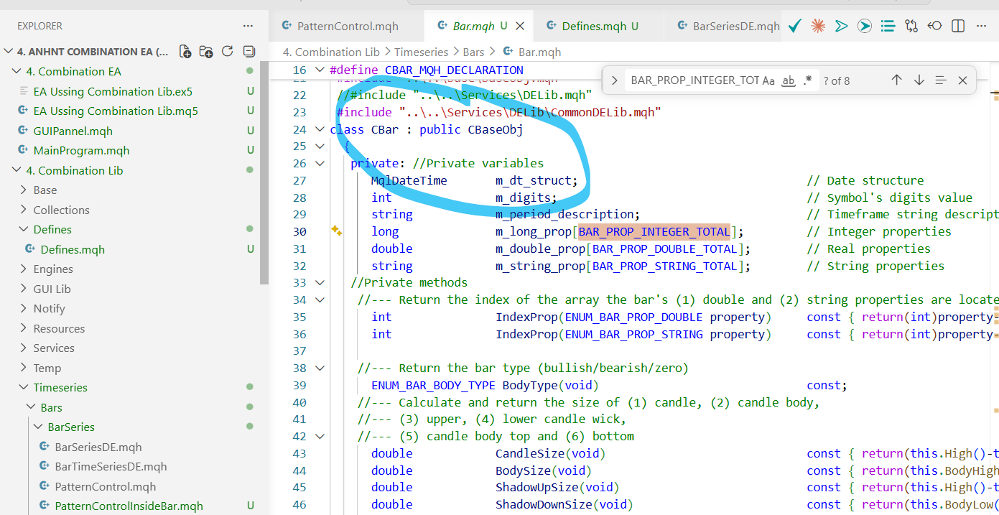 EXPLORER
PatternControl.mqh
Bar.mqh U
Defines.mqh U
BarSeriesDE.mqh
4. ANHNT COMBINATION EA (...
4. Combination Lib > Timeseries > Bars > Bar.mqh
4. Combination EA
EA Ussing Combination Lib.ex5 U
EA Ussing Combination Lib.mq5 U
GUIPannel.mqh U
MainProgram.mqh U
4. Combination Lib
Base
Collections
Defines
Defines.mqh U
Engines
GUI Lib
Notify
Resources
Services
Temp
Timeseries
Bars
BarSeries
BarSeriesDE.mqh
BarTimeSeriesDE.mqh
PatternControl.mqh
PatternControlInsideBar.mqh U
BAR_PROP_INTEGER_TOT Aa ab .* ? of 8
16 #define CBAR_MQH_DECLARATION
22 //#include "..\..\Services\DELib.mqh"
23 #include "..\..\Services\DELib\CommonDELib.mqh"
24 class CBar : public CBaseObj
25 {
26 private: //Private variables
27 MqlDateTime m_dt_struct; // Date structure
28 int m_digits; // Symbol's digits value
29 string m_period_description; // Timeframe string descript
30 long m_long_prop[BAR_PROP_INTEGER_TOTAL]; // Integer properties
31 double m_double_prop[BAR_PROP_DOUBLE_TOTAL]; // Real properties
32 string m_string_prop[BAR_PROP_STRING_TOTAL]; // String properties
33 //Private methods
34 //--- Return the index of the array the bar's (1) double and (2) string properties are locate
35 int IndexProp(ENUM_BAR_PROP_DOUBLE property) const { return(int)property-
36 int IndexProp(ENUM_BAR_PROP_STRING property) const { return(int)property-
37
38 //--- Return the bar type (bullish/bearish/zero)
39 ENUM_BAR_BODY_TYPE BodyType(void) const;
40 //--- Calculate and return the size of (1) candle, (2) candle body,
41 //--- (3) upper, (4) lower candle wick,
42 //--- (5) candle body top and (6) bottom
43 double CandleSize(void) const { return(this.High()-t
44 double BodySize(void) const { return(this.BodyHigh
45 double ShadowUpSize(void) const { return(this.High()-t
46 double ShadowDownSize(void) const { return(this.BodyLow(